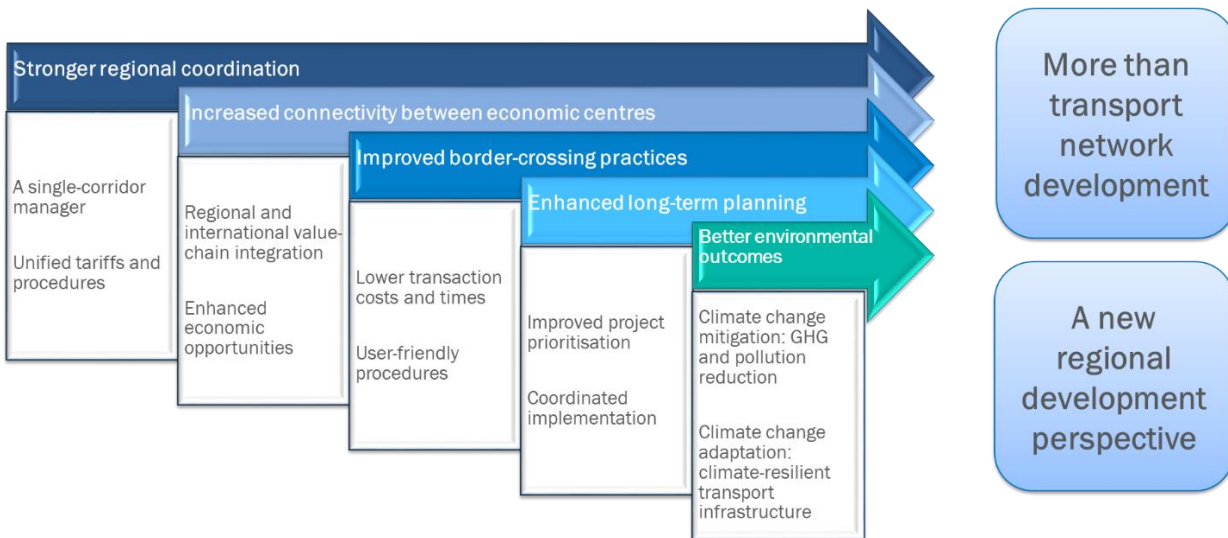 Stronger regional coordination
A single-corridor
manager
Unified tariffs and
procedures
Increased connectivity between economic centres
Regional and
international value-
chain integration
Enhanced
economic
opportunities
Improved border-crossing practices
Lower transaction
costs and times
User-friendly
procedures
Enhanced long-term planning
Improved project
prioritisation
Coordinated
implementation
Better environmental
outcomes
Climate change
mitigation: GHG
and pollution
reduction
Climate change
adaptation:
climate-resilient
transport
infrastructure
More than
transport
network
development
A new
regional
development
perspective